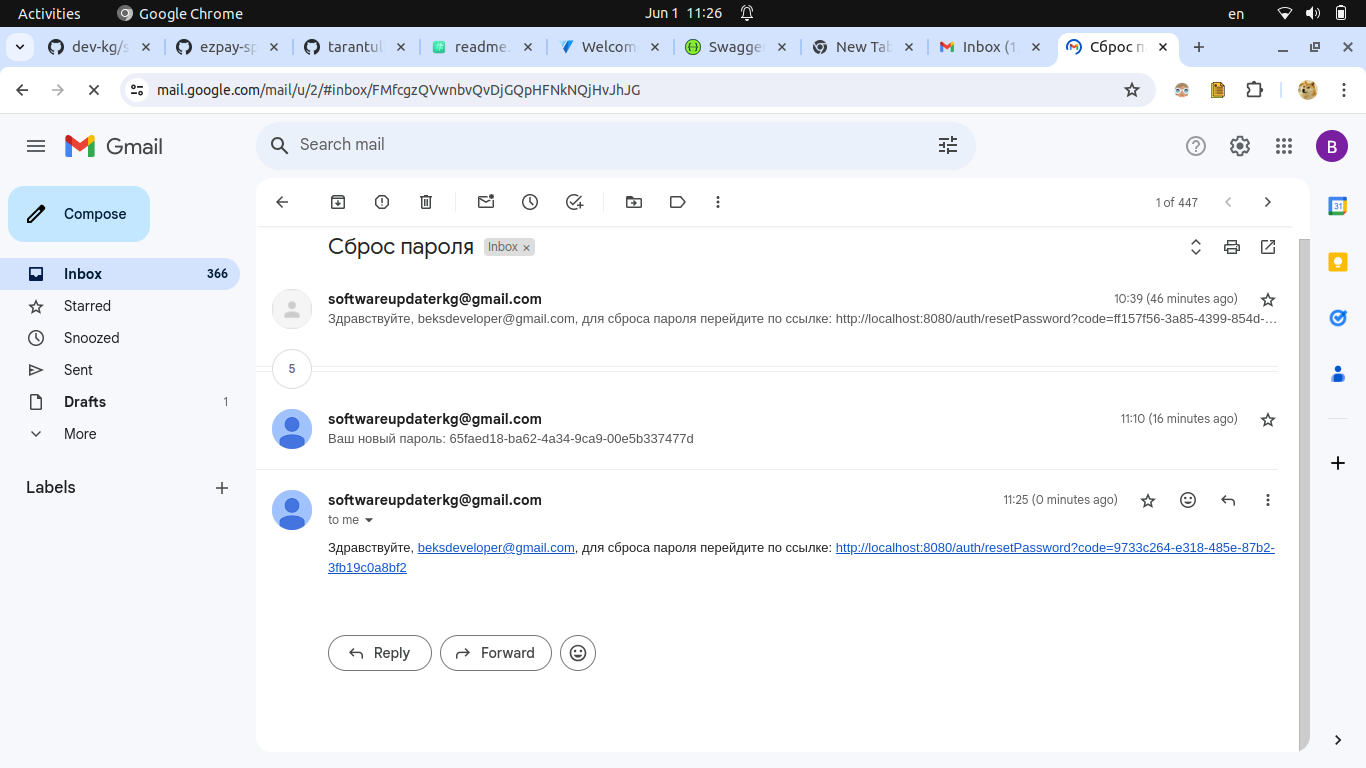 Activities Google Chrome Jun 1 11:26 en
dev-kg/s ezpay-sp tarantul readme. Welcom Swagge New Tab Inbox (1 Сброс п
mail.google.com/mail/u/2/#inbox/FMfcgzQVwnbvQvDjGQpHFNkNQjHvJhJG
Gmail
Search mail
B
Compose
1 of 447
31
Сброс пароля Inbox ×
Inbox 366
Starred
Snoozed
Sent
Drafts 1
More
Labels
softwareupdaterkg@gmail.com 10:39 (46 minutes ago)
Здравствуйте, beksdeveloper@gmail.com, для сброса пароля перейдите по ссылке: http://localhost:8080/auth/resetPassword?code=ff157f56-3a85-4399-854d-...
5
softwareupdaterkg@gmail.com 11:10 (16 minutes ago)
Ваш новый пароль: 65faed18-ba62-4a34-9ca9-00e5b337477d
softwareupdaterkg@gmail.com 11:25 (0 minutes ago)
to me
Здравствуйте, beksdeveloper@gmail.com, для сброса пароля перейдите по ссылке: http://localhost:8080/auth/resetPassword?code=9733c264-e318-485e-87b2-
3fb19c0a8bf2
Reply Forward